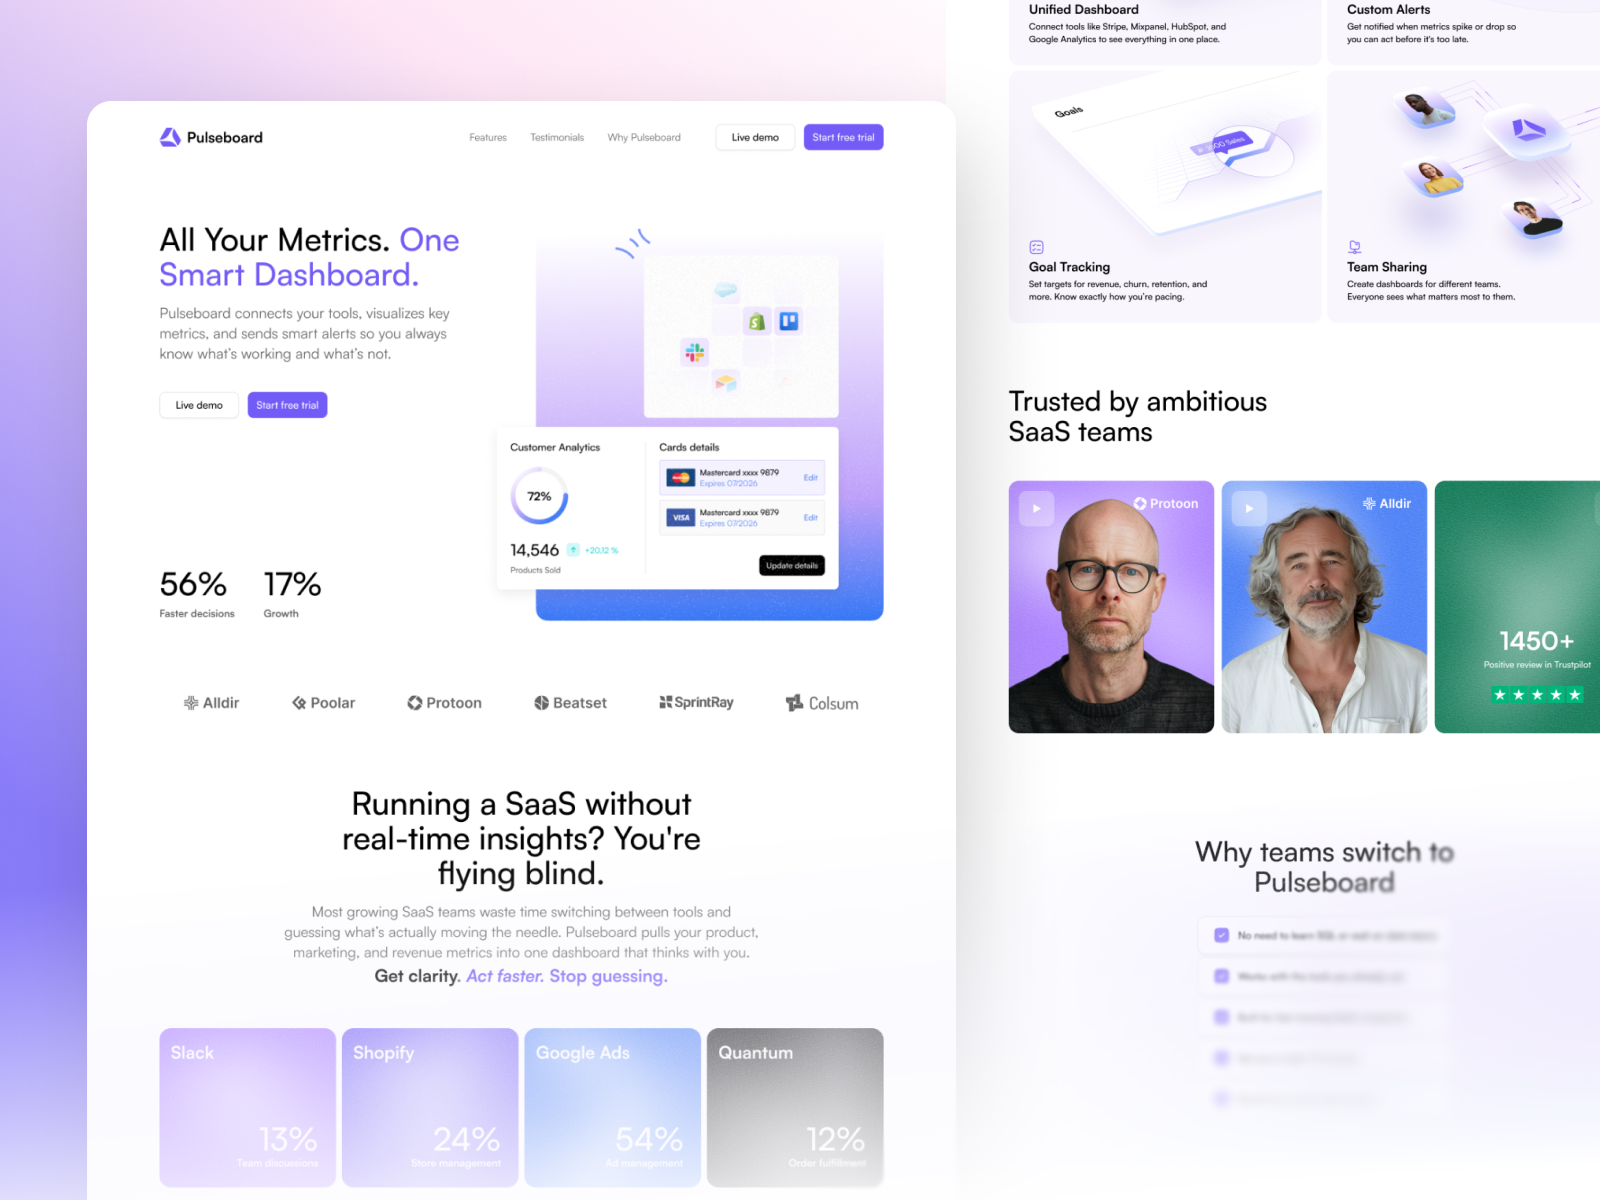 Pulseboard
Features
Testimonials
Why Pulseboard
Live demo
Start free trial
All Your Metrics. One
Smart Dashboard.
Pulseboard connects your tools, visualizes key
metrics, and sends smart alerts so you always
know what's working and what's not.
Live demo
Start free trial
56%
Faster decisions
17%
Growth
Customer Analytics
72%
14,546
+20,12 %
Products Sold
Cards details
Mastercard xxxx 9879
Expires 07/2026
Edit
VISA
Mastercard xxxx 9879
Expires 07/2026
Edit
Update details
Alldir
Poolar
Protoon
Beatset
SprintRay
Colsum
Running a SaaS without
real-time insights? You're
flying blind.
Most growing SaaS teams waste time switching between tools and
guessing what's actually moving the needle. Pulseboard pulls your product,
marketing, and revenue metrics into one dashboard that thinks with you.
Get clarity. Act faster. Stop guessing.
Slack
13%
Team discussions
Shopify
24%
Store management
Google Ads
54%
Ad management
Quantum
12%
Order fulfillment
Unified Dashboard
Connect tools like Stripe, Mixpanel, HubSpot, and
Google Analytics to see everything in one place.
Custom Alerts
Get notified when metrics spike or drop so
you can act before it's too late.
Goals
Sales
Goal Tracking
Set targets for revenue, churn, retention, and
more. Know exactly how you're pacing.
Team Sharing
Create dashboards for different teams.
Everyone sees what matters most to them.
Trusted by ambitious
SaaS teams
Protoon
Alldir
1450+
Positive review in Trustpilot
Why teams switch to
Pulseboard
No need to learn SQL